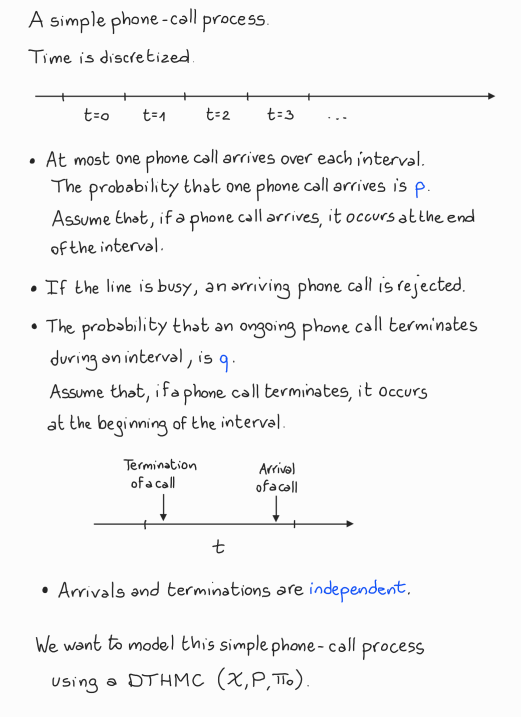 A simple phone-call process.
Time is discretized.
t=0 t=1 t=2 t=3 ...
• At most one phone call arrives over each interval.
The probability that one phone call arrives is p.
Assume that, if a phone call arrives, it occurs at the end
of the interval.
• If the line is busy, an arriving phone call is rejected.
• The probability that an ongoing phone call terminates
during an interval, is q.
Assume that, if a phone call terminates, it occurs
at the beginning of the interval.
Termination Arrival
of a call of a call
t
• Arrivals and terminations are independent.
We want to model this simple phone-call process
using a DTHMC (X, P, π₀).